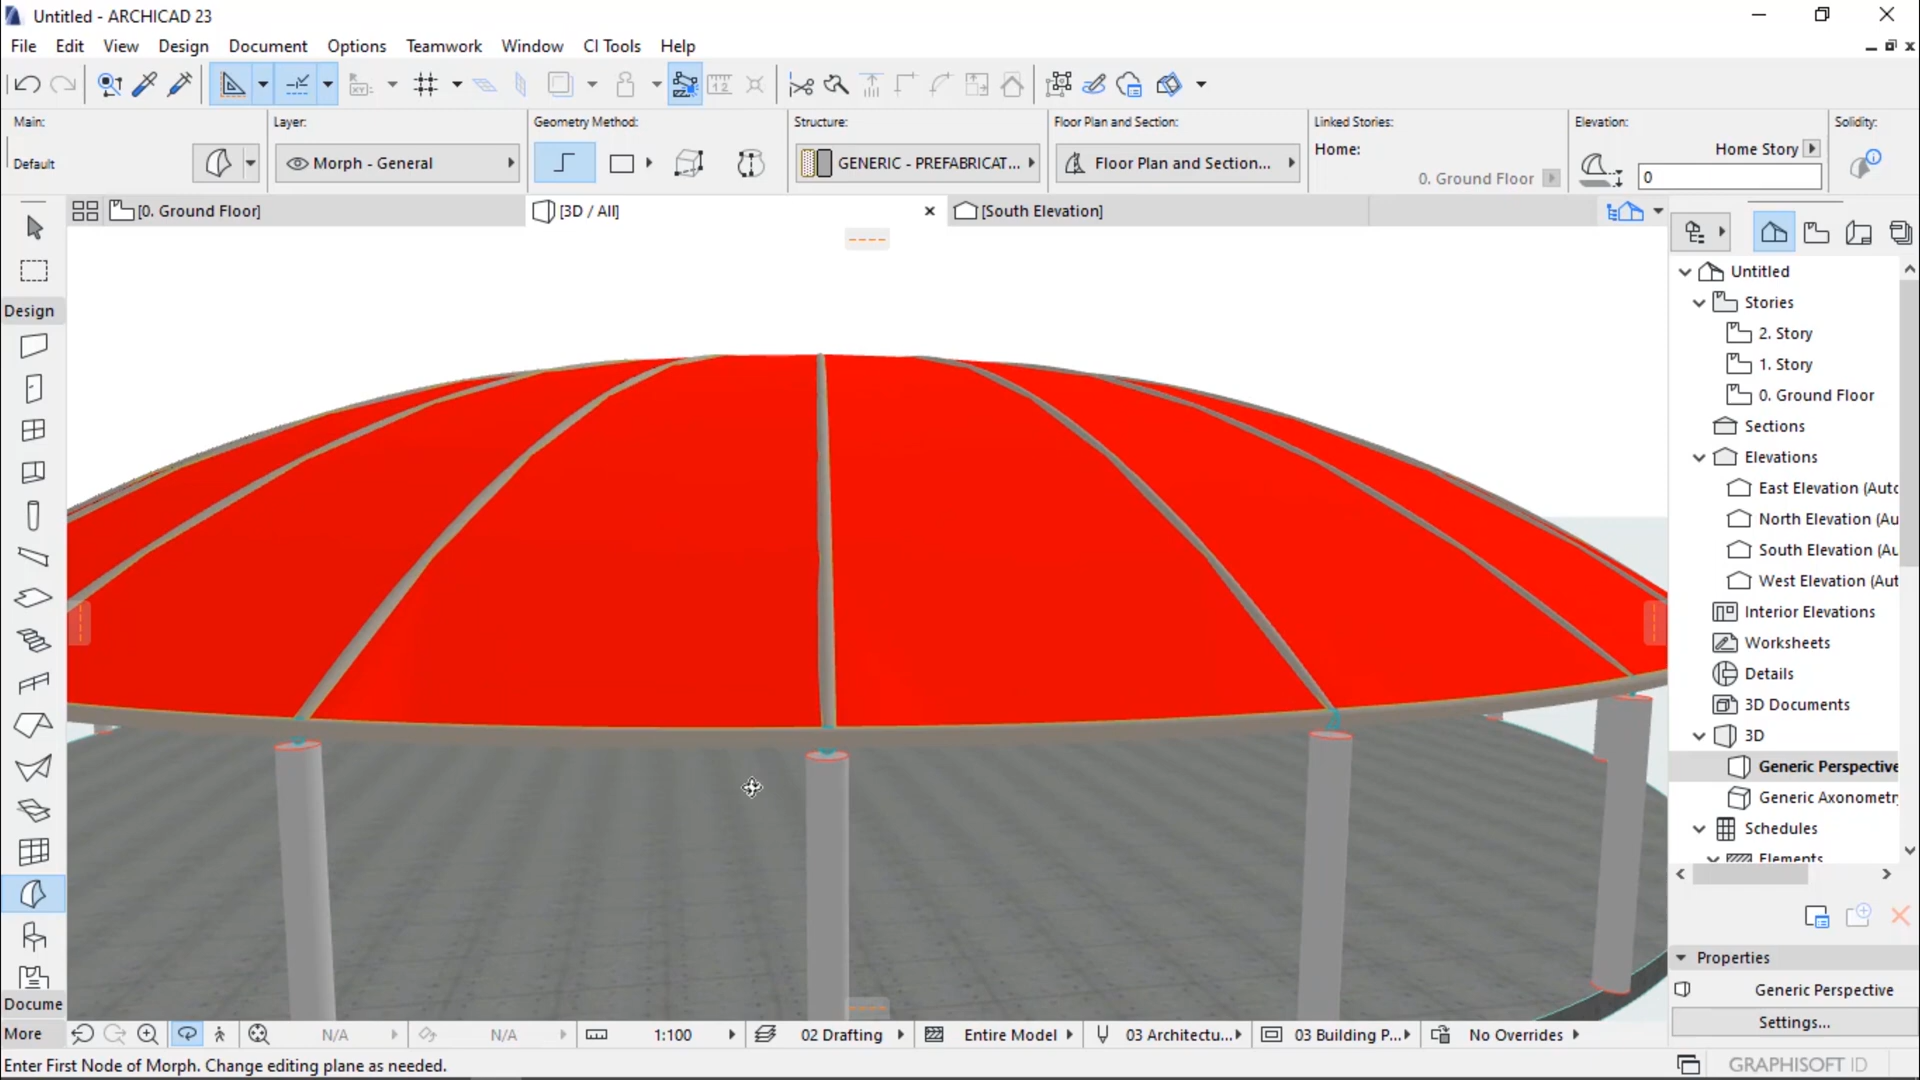 Untitled - ARCHICAD 23
File Edit View Design Document Options Teamwork Window CI Tools Help
Main: Layer: Geometry Method: Structure: Floor Plan and Section: Linked Stories: Elevation: Solidity:
Default Morph - General GENERIC - PREFABRICAT... Floor Plan and Section... Home: Home Story
0. Ground Floor 0
[0. Ground Floor] [3D / All] [South Elevation]
Design
Untitled
Stories
2. Story
1. Story
0. Ground Floor
Sections
Elevations
East Elevation (Auto
North Elevation (Au
South Elevation (Au
West Elevation (Aut
Interior Elevations
Worksheets
Details
3D Documents
3D
Generic Perspective
Generic Axonometr
Schedules
Elements
Properties
Generic Perspective
Settings...
Docume
More N/A N/A 1:100 02 Drafting Entire Model 03 Architectu... 03 Building P... No Overrides
Enter First Node of Morph. Change editing plane as needed.
GRAPHISOFT ID